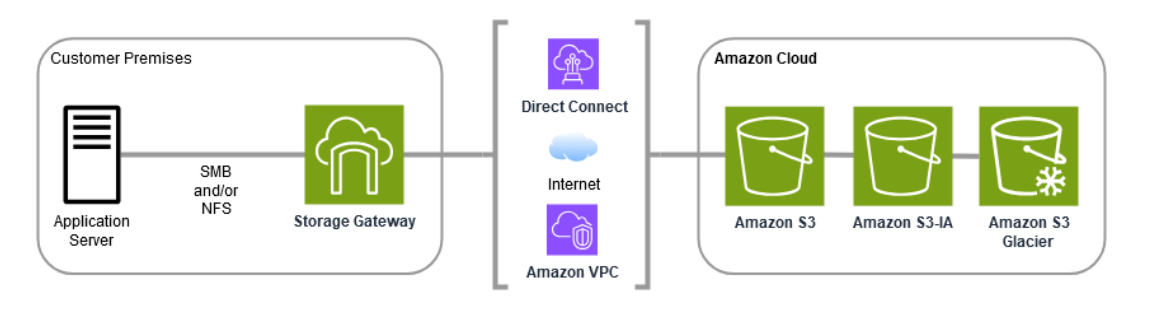 Customer Premises
Application
Server
SMB
and/or
NFS
Storage Gateway
Direct Connect
Internet
Amazon VPC
Amazon Cloud
Amazon S3
Amazon S3-IA
Amazon S3
Glacier